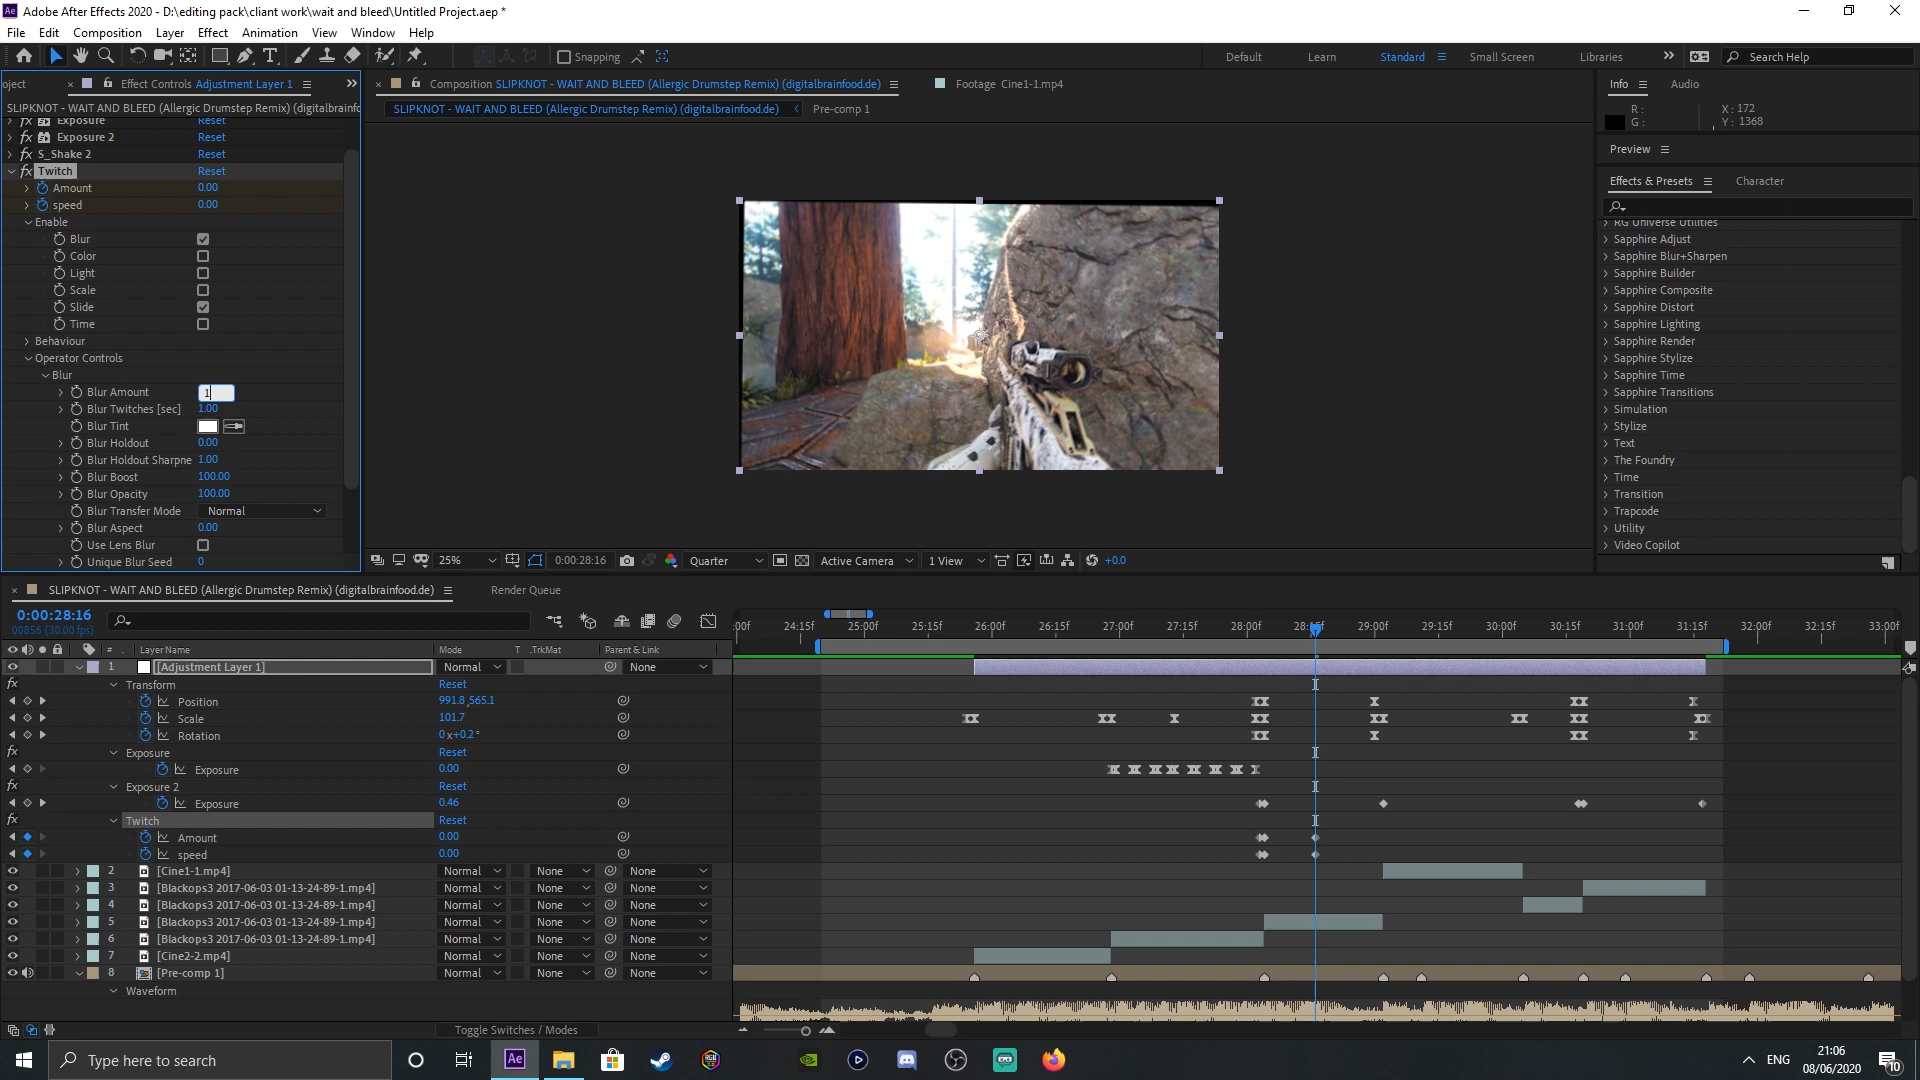 Adobe After Effects 2020 - D:\editing pack\cliant work\wait and bleed\Untitled Project.aep *
File Edit Composition Layer Effect Animation View Window Help
Snapping
Default Learn Standard Small Screen Libraries Search Help
oject Effect Controls Adjustment Layer 1
SLIPKNOT - WAIT AND BLEED (Allergic Drumstep Remix) (digitalbrainfo
Exposure Reset
Exposure 2 Reset
S_Shake 2 Reset
Twitch Reset
Amount 0.00
speed 0.00
Enable
Blur
Color
Light
Scale
Slide
Time
Behaviour
Operator Controls
Blur
Blur Amount 1
Blur Twitches [sec] 1.00
Blur Tint
Blur Holdout 0.00
Blur Holdout Sharpne 1.00
Blur Boost 100.00
Blur Opacity 100.00
Blur Transfer Mode Normal
Blur Aspect 0.00
Use Lens Blur
Unique Blur Seed 0
Composition SLIPKNOT - WAIT AND BLEED (Allergic Drumstep Remix) (digitalbrainfood.de) Footage Cine1-1.mp4
SLIPKNOT - WAIT AND BLEED (Allergic Drumstep Remix) (digitalbrainfood.de) Pre-comp 1
25% 0:00:28:16 Quarter Active Camera 1 View +0.0
Info Audio
R : X : 172
G : Y : 1368
Preview
Effects & Presets Character
RG Universe Utilities
Sapphire Adjust
Sapphire Blur+Sharpen
Sapphire Builder
Sapphire Composite
Sapphire Distort
Sapphire Lighting
Sapphire Render
Sapphire Stylize
Sapphire Time
Sapphire Transitions
Simulation
Stylize
Text
The Foundry
Time
Transition
Trapcode
Utility
Video Copilot
SLIPKNOT - WAIT AND BLEED (Allergic Drumstep Remix) (digitalbrainfood.de) Render Queue
0:00:28:16
00856 (30.00 fps)
:00f 24:15f 25:00f 25:15f 26:00f 26:15f 27:00f 27:15f 28:00f 28: 29:00f 29:15f 30:00f 30:15f 31:00f 31:15f 32:00f 32:15f 33:00f
# Layer Name Mode T .TrkMat Parent & Link
1 [Adjustment Layer 1] Normal None
Transform Reset
Position 991.8,565.1
Scale 101.7
Rotation 0x+0.2°
Exposure Reset
Exposure 0.00
Exposure 2 Reset
Exposure 0.46
Twitch Reset
Amount 0.00
speed 0.00
2 [Cine1-1.mp4] Normal None None
3 [Blackops3 2017-06-03 01-13-24-89-1.mp4] Normal None None
4 [Blackops3 2017-06-03 01-13-24-89-1.mp4] Normal None None
5 [Blackops3 2017-06-03 01-13-24-89-1.mp4] Normal None None
6 [Blackops3 2017-06-03 01-13-24-89-1.mp4] Normal None None
7 [Cine2-2.mp4] Normal None None
8 [Pre-comp 1] Normal None None
Waveform
Toggle Switches / Modes
Type here to search
Ae
ENG
21:06
08/06/2020
10